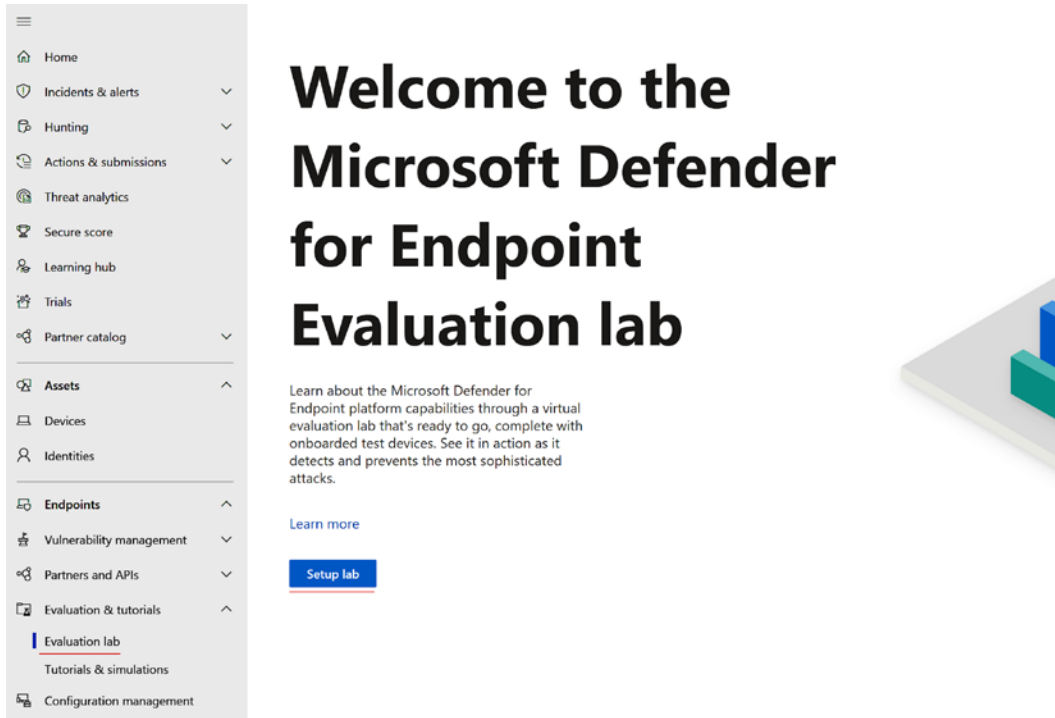 Home
Incidents & alerts
Hunting
Actions & submissions
Threat analytics
Secure score
Learning hub
Trials
Partner catalog
Assets
Devices
Identities
Endpoints
Vulnerability management
Partners and APIs
Evaluation & tutorials
Evaluation lab
Tutorials & simulations
Configuration management
Welcome to the
Microsoft Defender
for Endpoint
Evaluation lab
Learn about the Microsoft Defender for
Endpoint platform capabilities through a virtual
evaluation lab that's ready to go, complete with
onboarded test devices. See it in action as it
detects and prevents the most sophisticated
attacks.
Learn more
Setup lab